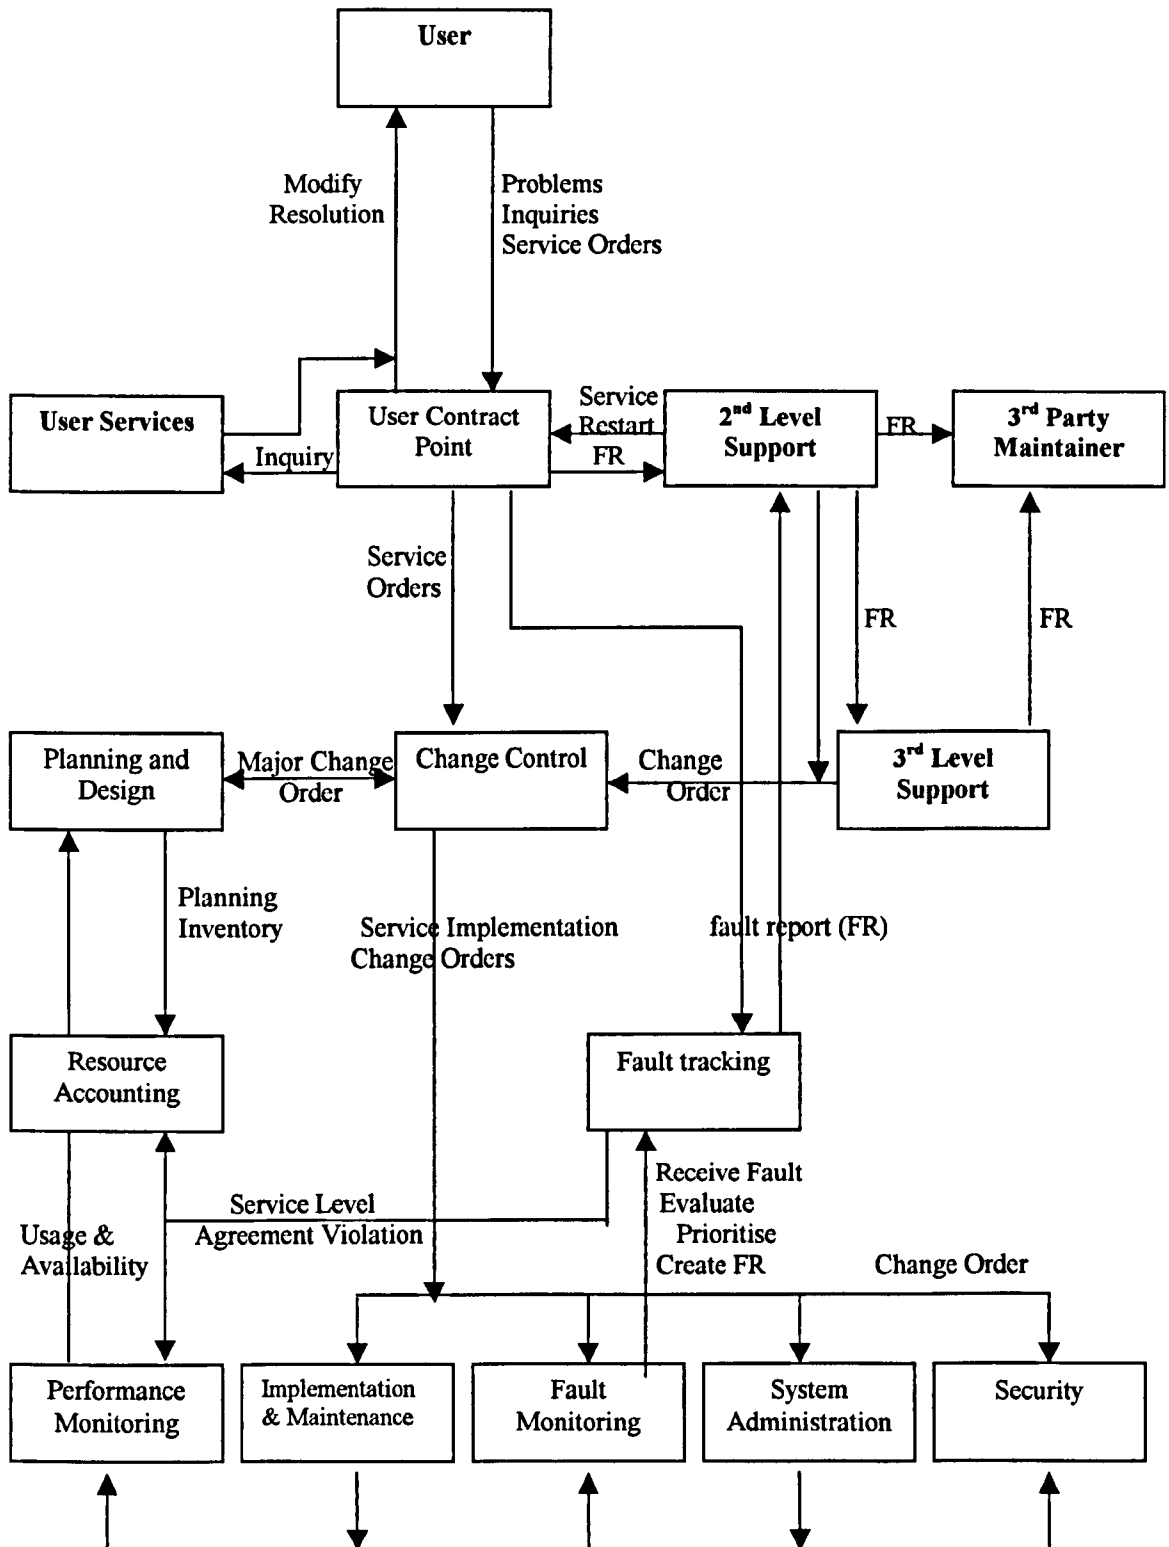 User
Modify
Resolution
Problems
Inquiries
Service Orders
User Services
Inquiry
User Contract
Point
Service
Restart
FR
2nd Level
Support
FR
3rd Party
Maintainer
Service
Orders
FR
FR
Planning and
Design
Major Change
Order
Change Control
Change
Order
3rd Level
Support
Planning
Inventory
Service Implementation
Change Orders
fault report (FR)
Resource
Accounting
Fault tracking
Usage &
Availability
Service Level
Agreement Violation
Receive Fault
Evaluate
Prioritise
Create FR
Change Order
Performance
Monitoring
Implementation
& Maintenance
Fault
Monitoring
System
Administration
Security